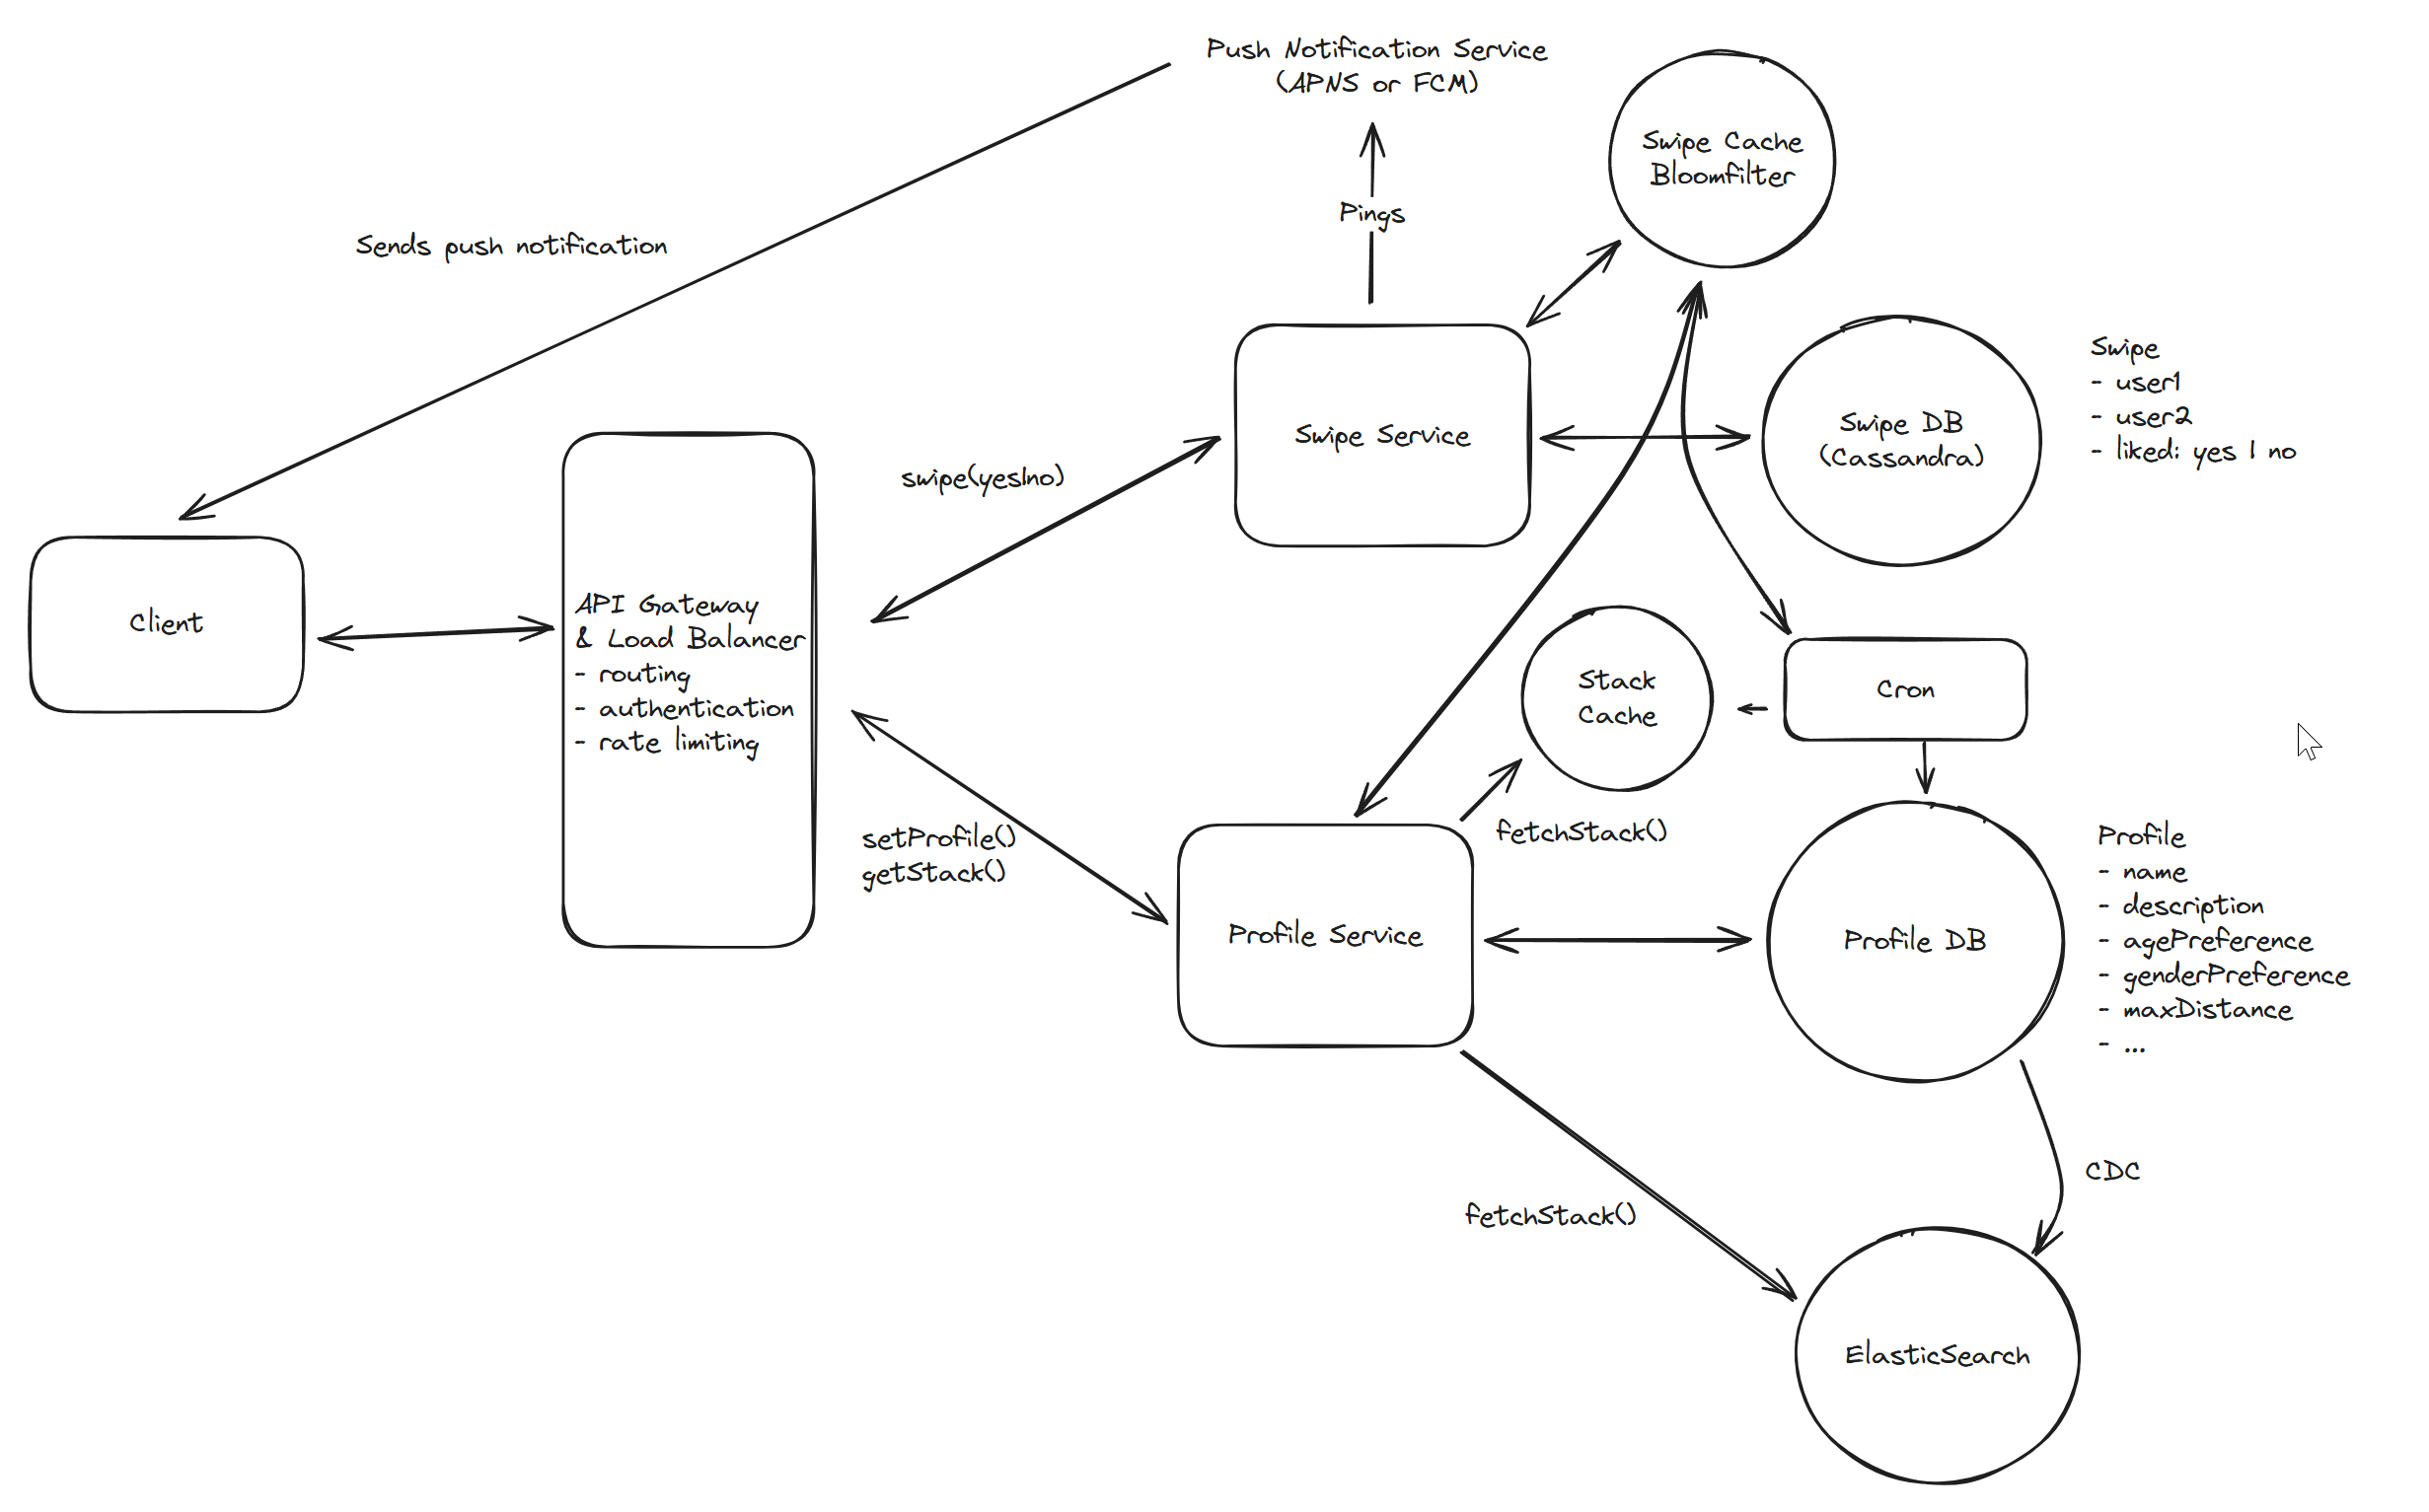 Push Notification Service
(APNS or FCM)
Swipe Cache
Bloomfilter
Pings
Sends push notification
Swipe
- user1
- user2
- liked: yes | no
Swipe Service
Swipe DB
(Cassandra)
swipe(yes|no)
Client
API Gateway
& Load Balancer
- routing
- authentication
- rate limiting
Stack
Cache
Cron
setProfile()
getStack()
fetchStack()
Profile
- name
- description
- agePreference
- genderPreference
- maxDistance
- ...
Profile Service
Profile DB
CDC
fetchStack()
ElasticSearch